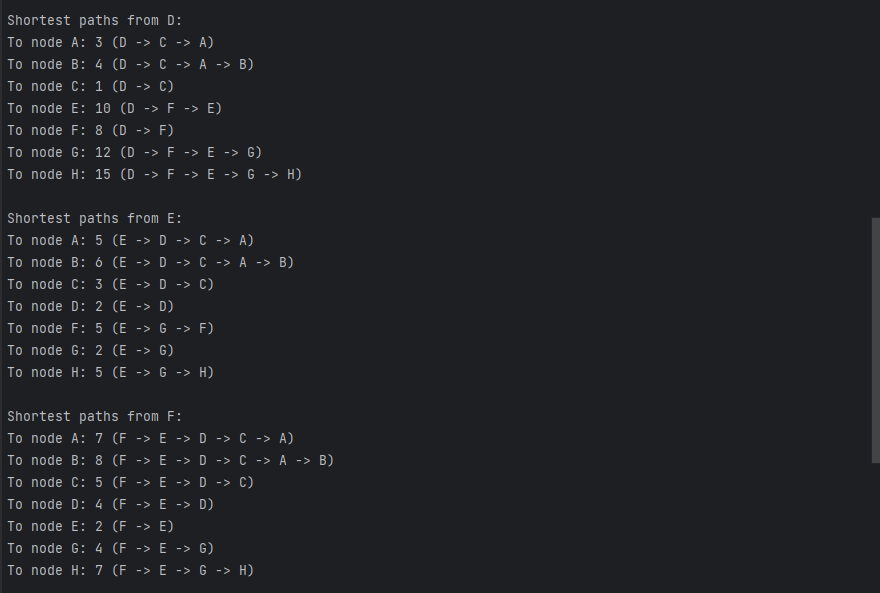 Shortest paths from D:
To node A: 3 (D -> C -> A)
To node B: 4 (D -> C -> A -> B)
To node C: 1 (D -> C)
To node E: 10 (D -> F -> E)
To node F: 8 (D -> F)
To node G: 12 (D -> F -> E -> G)
To node H: 15 (D -> F -> E -> G -> H)

Shortest paths from E:
To node A: 5 (E -> D -> C -> A)
To node B: 6 (E -> D -> C -> A -> B)
To node C: 3 (E -> D -> C)
To node D: 2 (E -> D)
To node F: 5 (E -> G -> F)
To node G: 2 (E -> G)
To node H: 5 (E -> G -> H)

Shortest paths from F:
To node A: 7 (F -> E -> D -> C -> A)
To node B: 8 (F -> E -> D -> C -> A -> B)
To node C: 5 (F -> E -> D -> C)
To node D: 4 (F -> E -> D)
To node E: 2 (F -> E)
To node G: 4 (F -> E -> G)
To node H: 7 (F -> E -> G -> H)